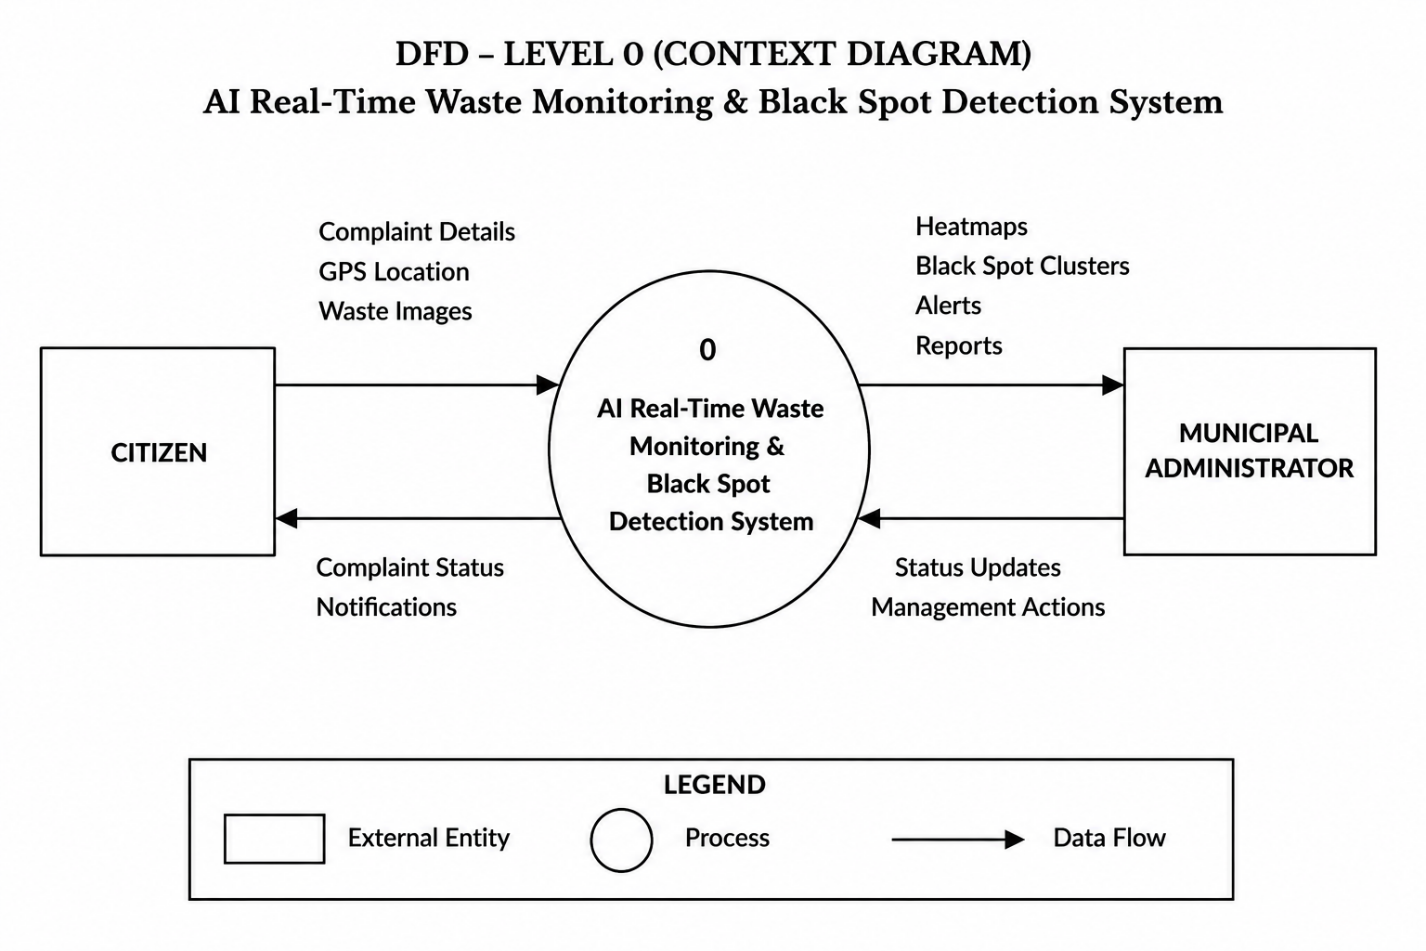 DFD – LEVEL 0 (CONTEXT DIAGRAM)
AI Real-Time Waste Monitoring & Black Spot Detection System
Complaint Details
GPS Location
Waste Images
Heatmaps
Black Spot Clusters
Alerts
Reports
CITIZEN
0
AI Real-Time Waste
Monitoring &
Black Spot
Detection System
MUNICIPAL
ADMINISTRATOR
Complaint Status
Notifications
Status Updates
Management Actions
LEGEND
External Entity
Process
Data Flow